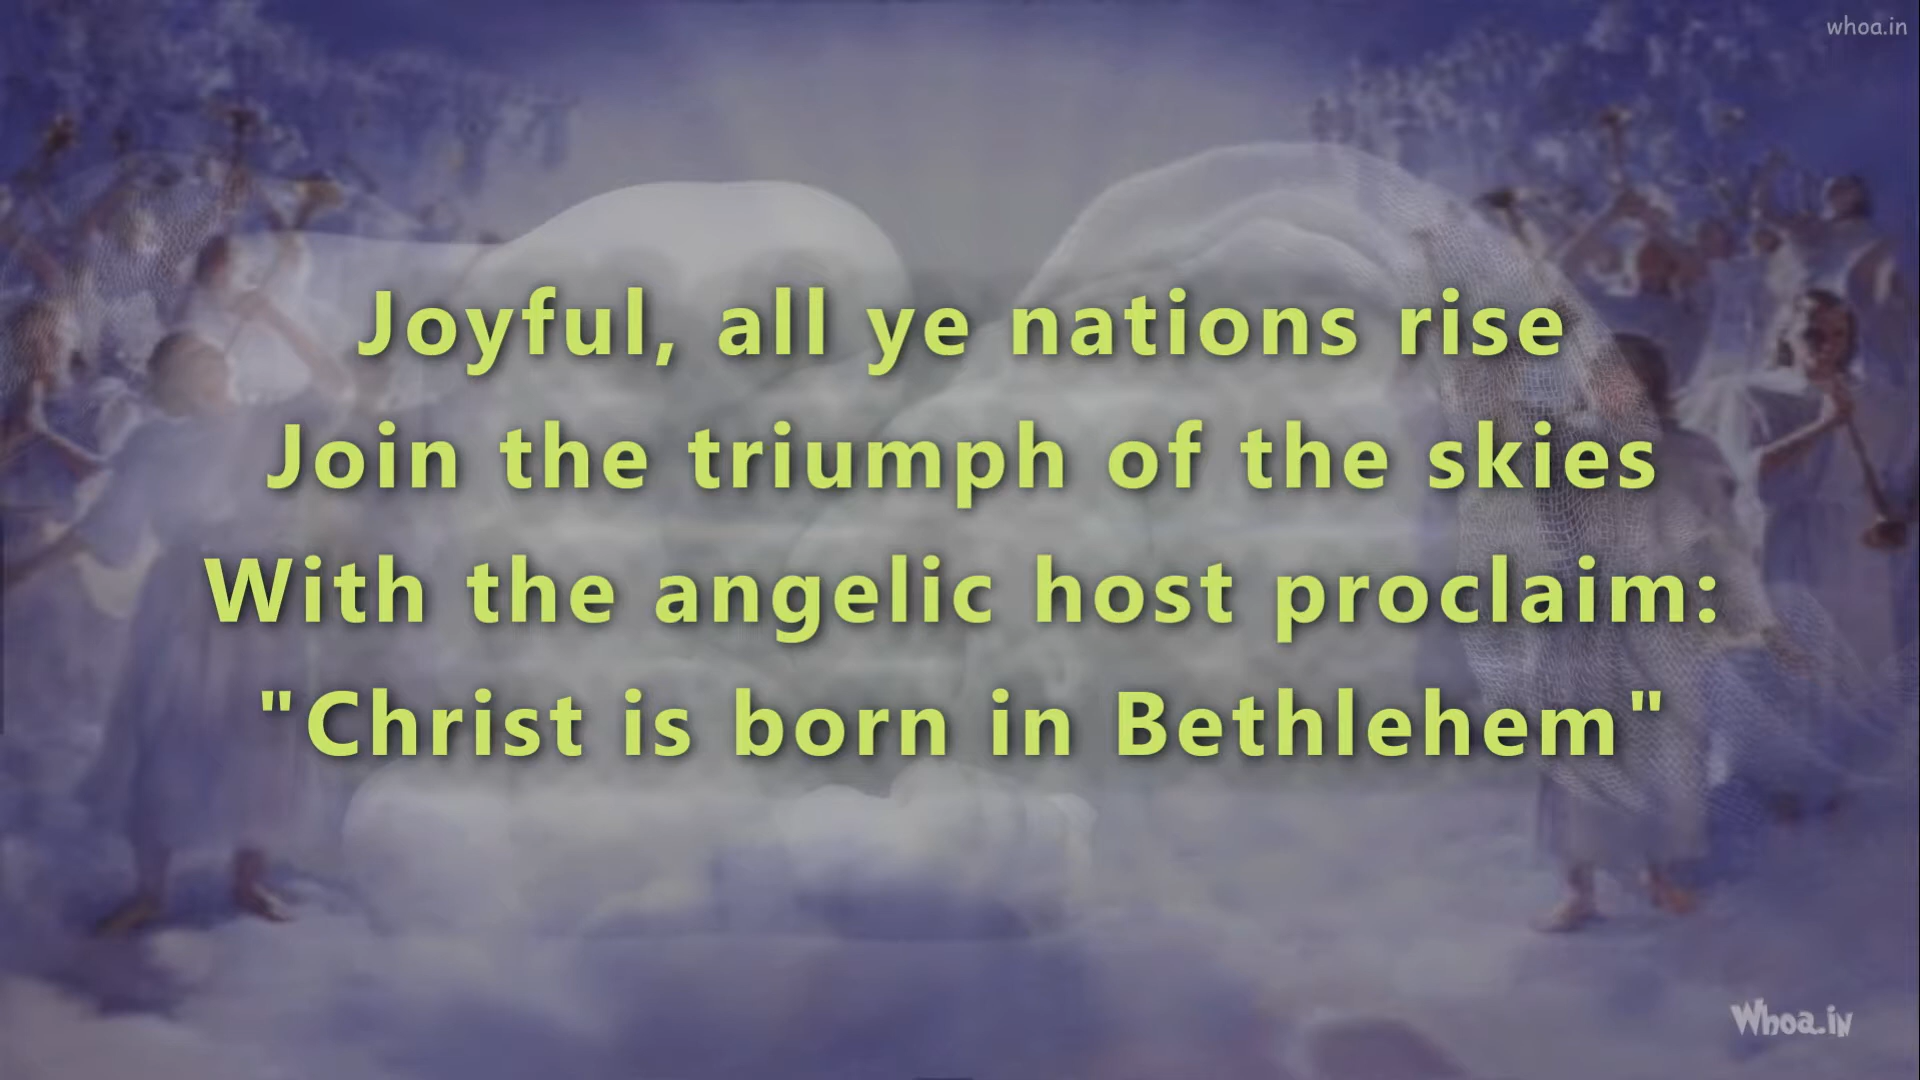 whoa.in
Joyful, all ye nations rise
Join the triumph of the skies
With the angelic host proclaim:
"Christ is born in Bethlehem"
Whoa.in